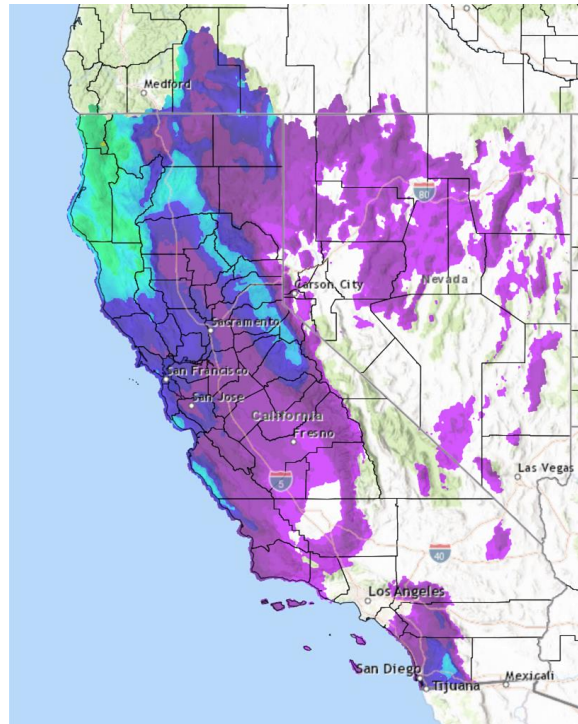 Medford
80
Carson City
Nevada
Sacramento
San Francisco
San Jose
California
Fresno
5
Las Vegas
40
Los Angeles
San Diego
Mexicali
Tijuana